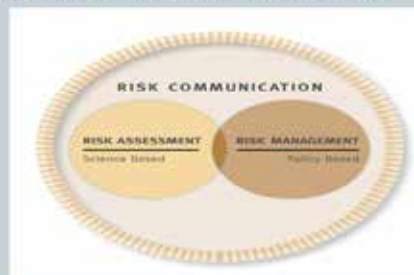 RISK COMMUNICATION
RISK ASSESSMENT
Science Based
RISK MANAGEMENT
Policy Based